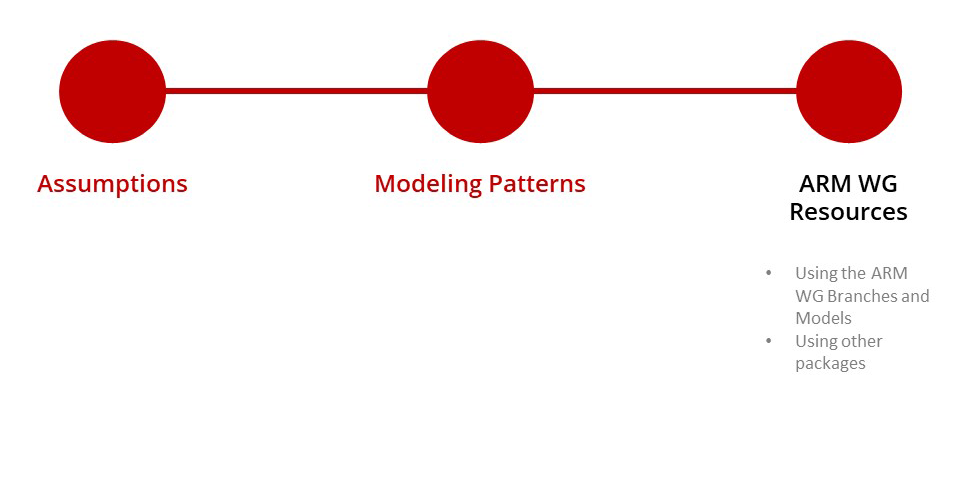 Assumptions
Modeling Patterns
ARM WG
Resources
• Using the ARM
WG Branches and
Models
• Using other
packages